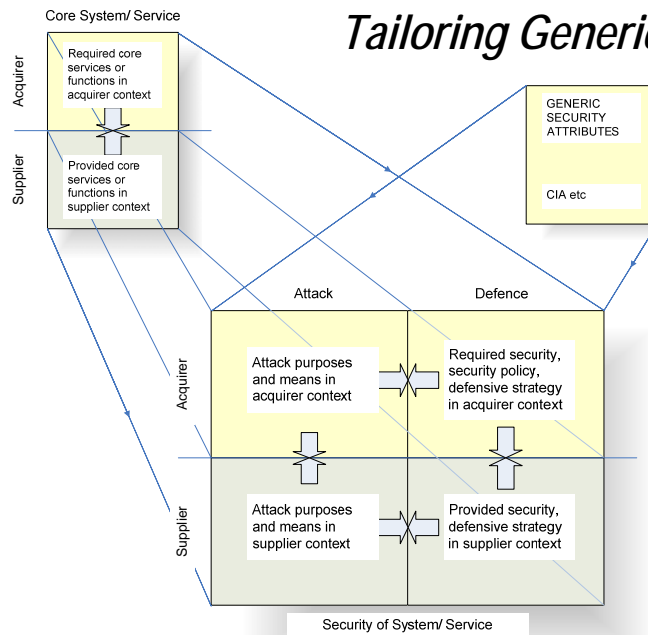 Core System/ Service
Tailoring Generic
Acquirer
Required core
services or
functions in
acquirer context
Supplier
Provided core
services or
functions in
supplier context
GENERIC
SECURITY
ATTRIBUTES
CIA etc
Attack
Defence
Acquirer
Attack purposes
and means in
acquirer context
Required security,
security policy,
defensive strategy
in acquirer context
Supplier
Attack purposes
and means in
supplier context
Provided security,
defensive strategy
in supplier context
Security of System/ Service